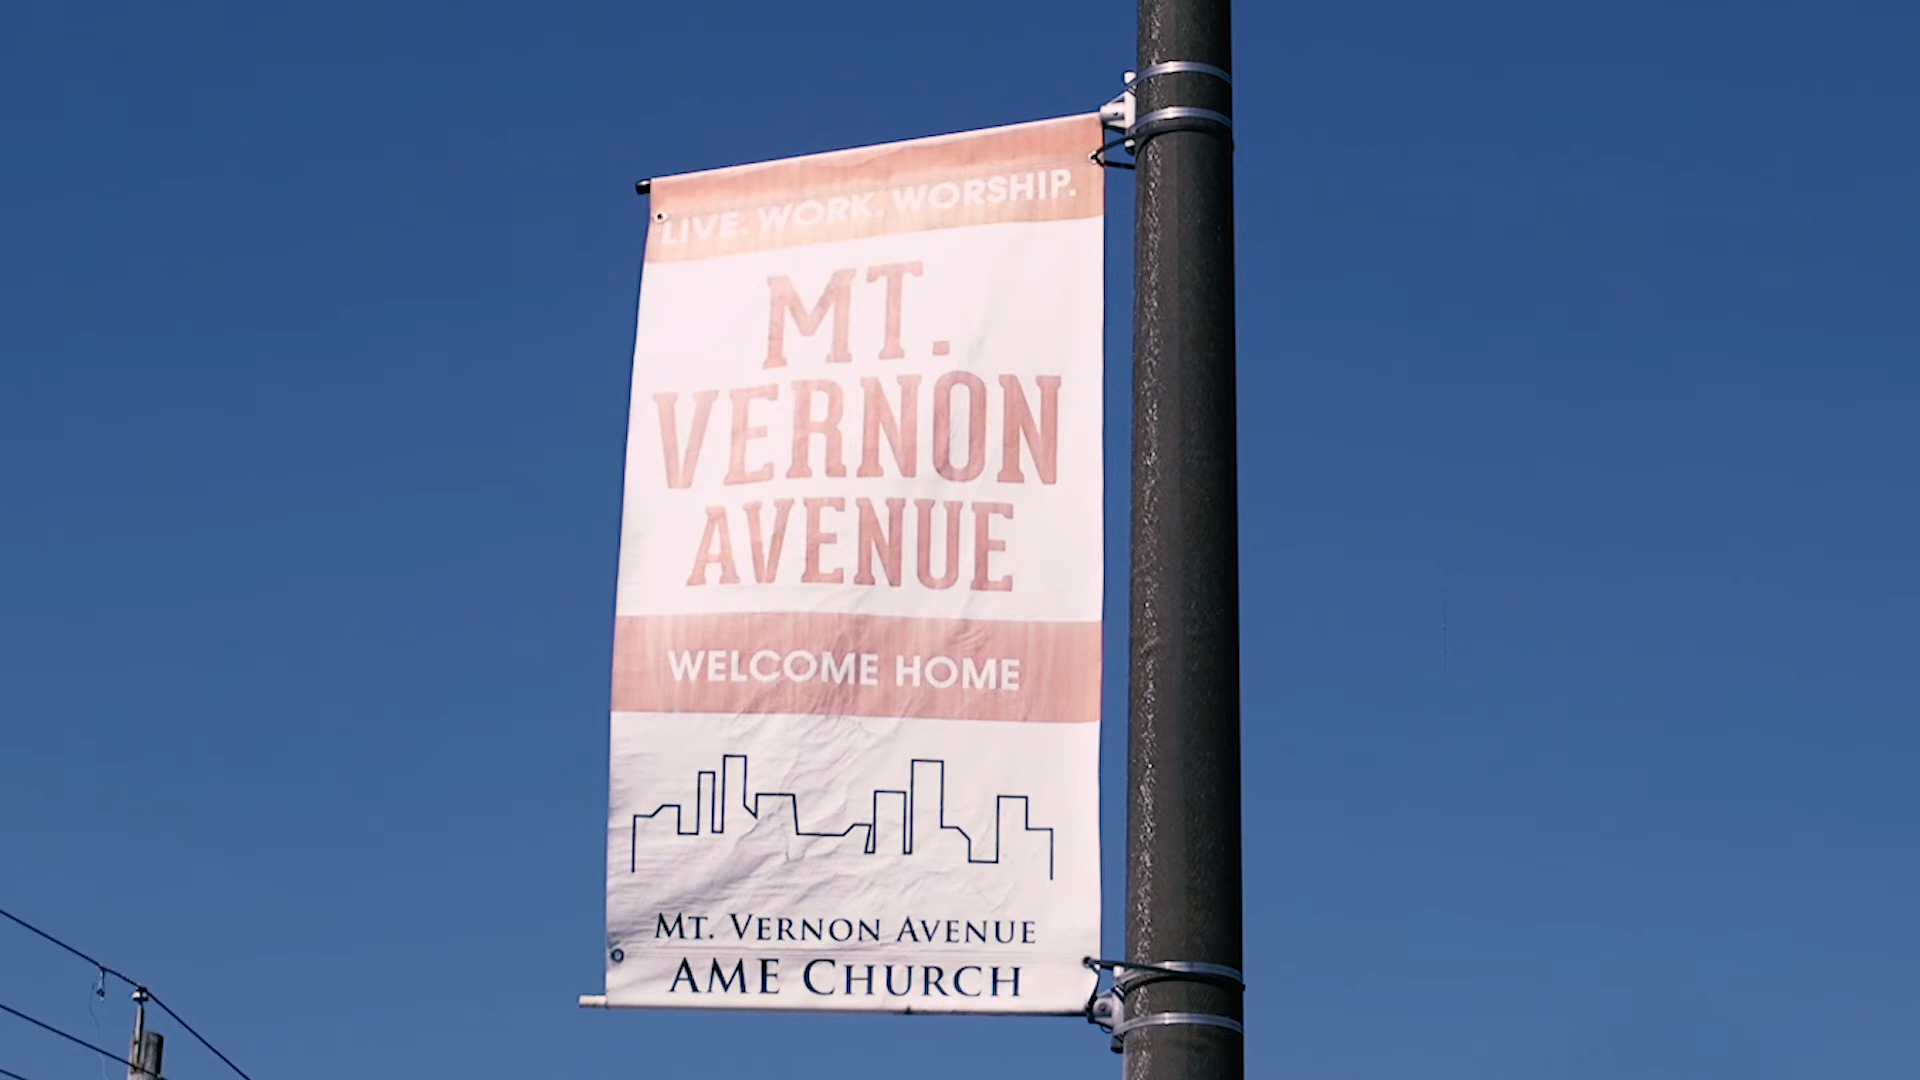 LIVE. WORK. WORSHIP.
MT.
VERNON
AVENUE
WELCOME HOME
MT. VERNON AVENUE
AME CHURCH